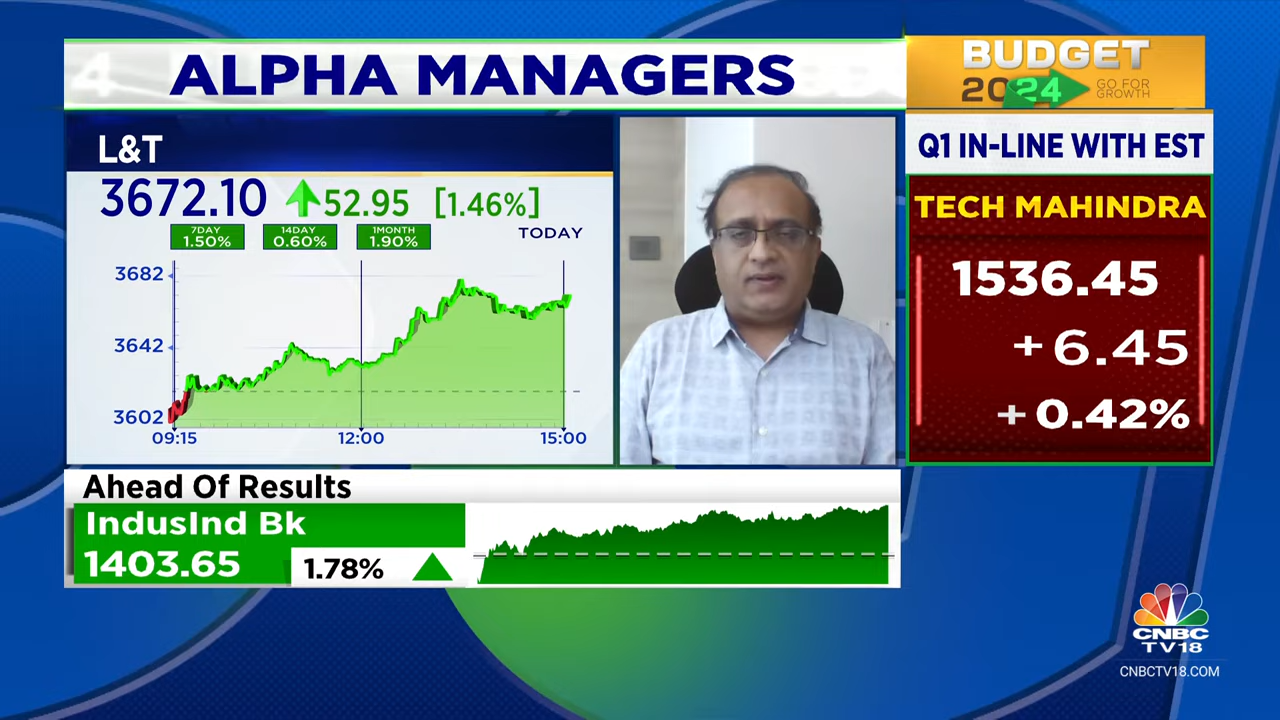 ALPHA MANAGERS
BUDGET
2024
GO FOR
GROWTH
L&T
3672.10 52.95 [1.46%]
7DAY
1.50%
14DAY
0.60%
1MONTH
1.90%
TODAY
3682
3642
3602
09:15 12:00 15:00
Q1 IN-LINE WITH EST
TECH MAHINDRA
1536.45
+6.45
+0.42%
Ahead Of Results
IndusInd Bk
1403.65 1.78%
CNBC
TV18
CNBCTV18.COM